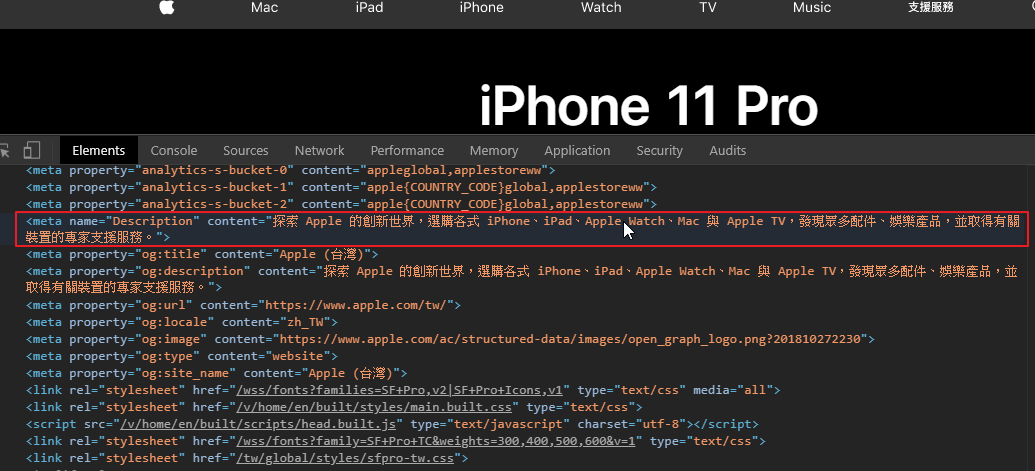 Mac iPad iPhone Watch TV Music 支援服務
iPhone 11 Pro
Elements Console Sources Network Performance Memory Application Security Audits
<meta property="analytics-s-bucket-0" content="appleglobal,applestoreww">
<meta property="analytics-s-bucket-1" content="apple{COUNTRY_CODE}global,applestoreww">
<meta property="analytics-s-bucket-2" content="apple{COUNTRY_CODE}global,applestoreww">
<meta name="Description" content="探索 Apple 的創新世界，選購各式 iPhone、iPad、Apple Watch、Mac 與 Apple TV，發現眾多配件、娛樂產品，並取得有關
裝置的專家支援服務。">
<meta property="og:title" content="Apple (台灣)">
<meta property="og:description" content="探索 Apple 的創新世界，選購各式 iPhone、iPad、Apple Watch、Mac 與 Apple TV，發現眾多配件、娛樂產品，並
取得有關裝置的專家支援服務。">
<meta property="og:url" content="https://www.apple.com/tw/">
<meta property="og:locale" content="zh_TW">
<meta property="og:image" content="https://www.apple.com/ac/structured-data/images/open_graph_logo.png?201810272230">
<meta property="og:type" content="website">
<meta property="og:site_name" content="Apple (台灣)">
<link rel="stylesheet" href="/wss/fonts?families=SF+Pro,v2|SF+Pro+Icons,v1" type="text/css" media="all">
<link rel="stylesheet" href="/v/home/en/built/styles/main.built.css" type="text/css">
<script src="/v/home/en/built/scripts/head.built.js" type="text/javascript" charset="utf-8"></script>
<link rel="stylesheet" href="/wss/fonts?family=SF+Pro+TC&weights=300,400,500,600&v=1" type="text/css">
<link rel="stylesheet" href="/tw/global/styles/sfpro-tw.css">